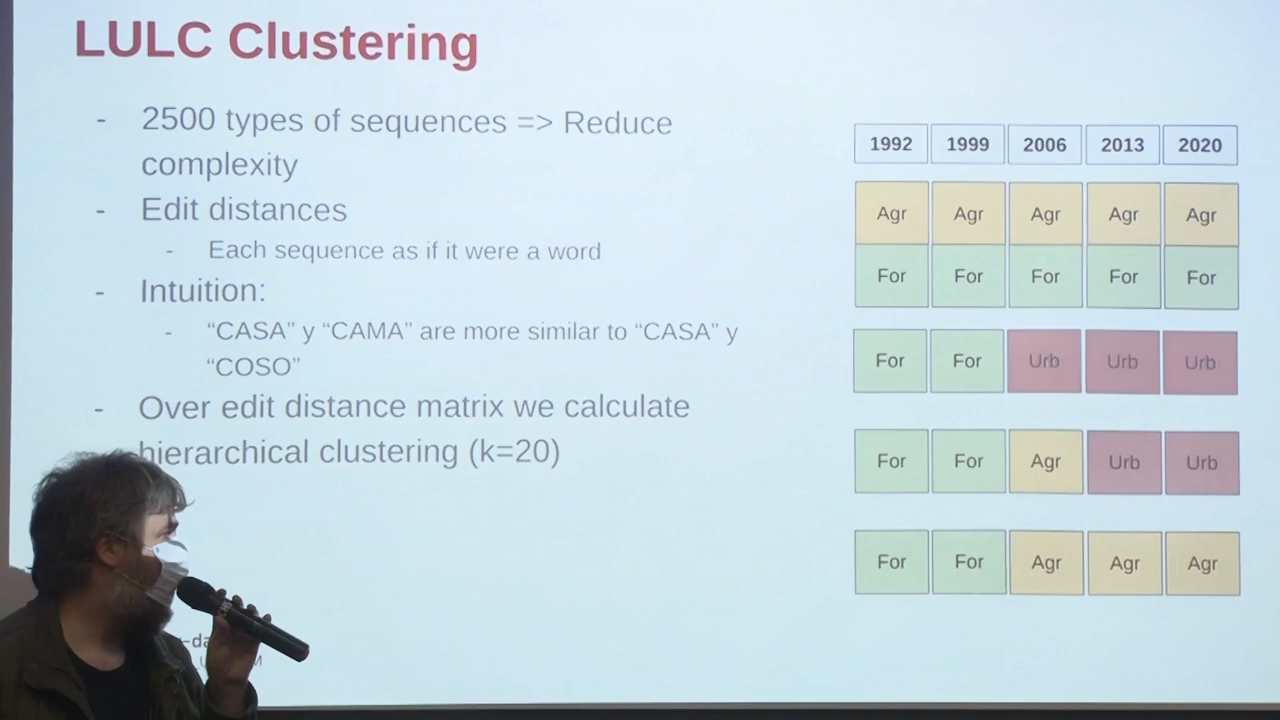 LULC Clustering
- 2500 types of sequences => Reduce
complexity
- Edit distances
- Each sequence as if it were a word
- Intuition:
- “CASA” y “CAMA” are more similar to “CASA” y
“COSO”
- Over edit distance matrix we calculate
hierarchical clustering (k=20)
1992 1999 2006 2013 2020
Agr Agr Agr Agr Agr
For For For For For
For For Urb Urb Urb
For For Agr Urb Urb
For For Agr Agr Agr